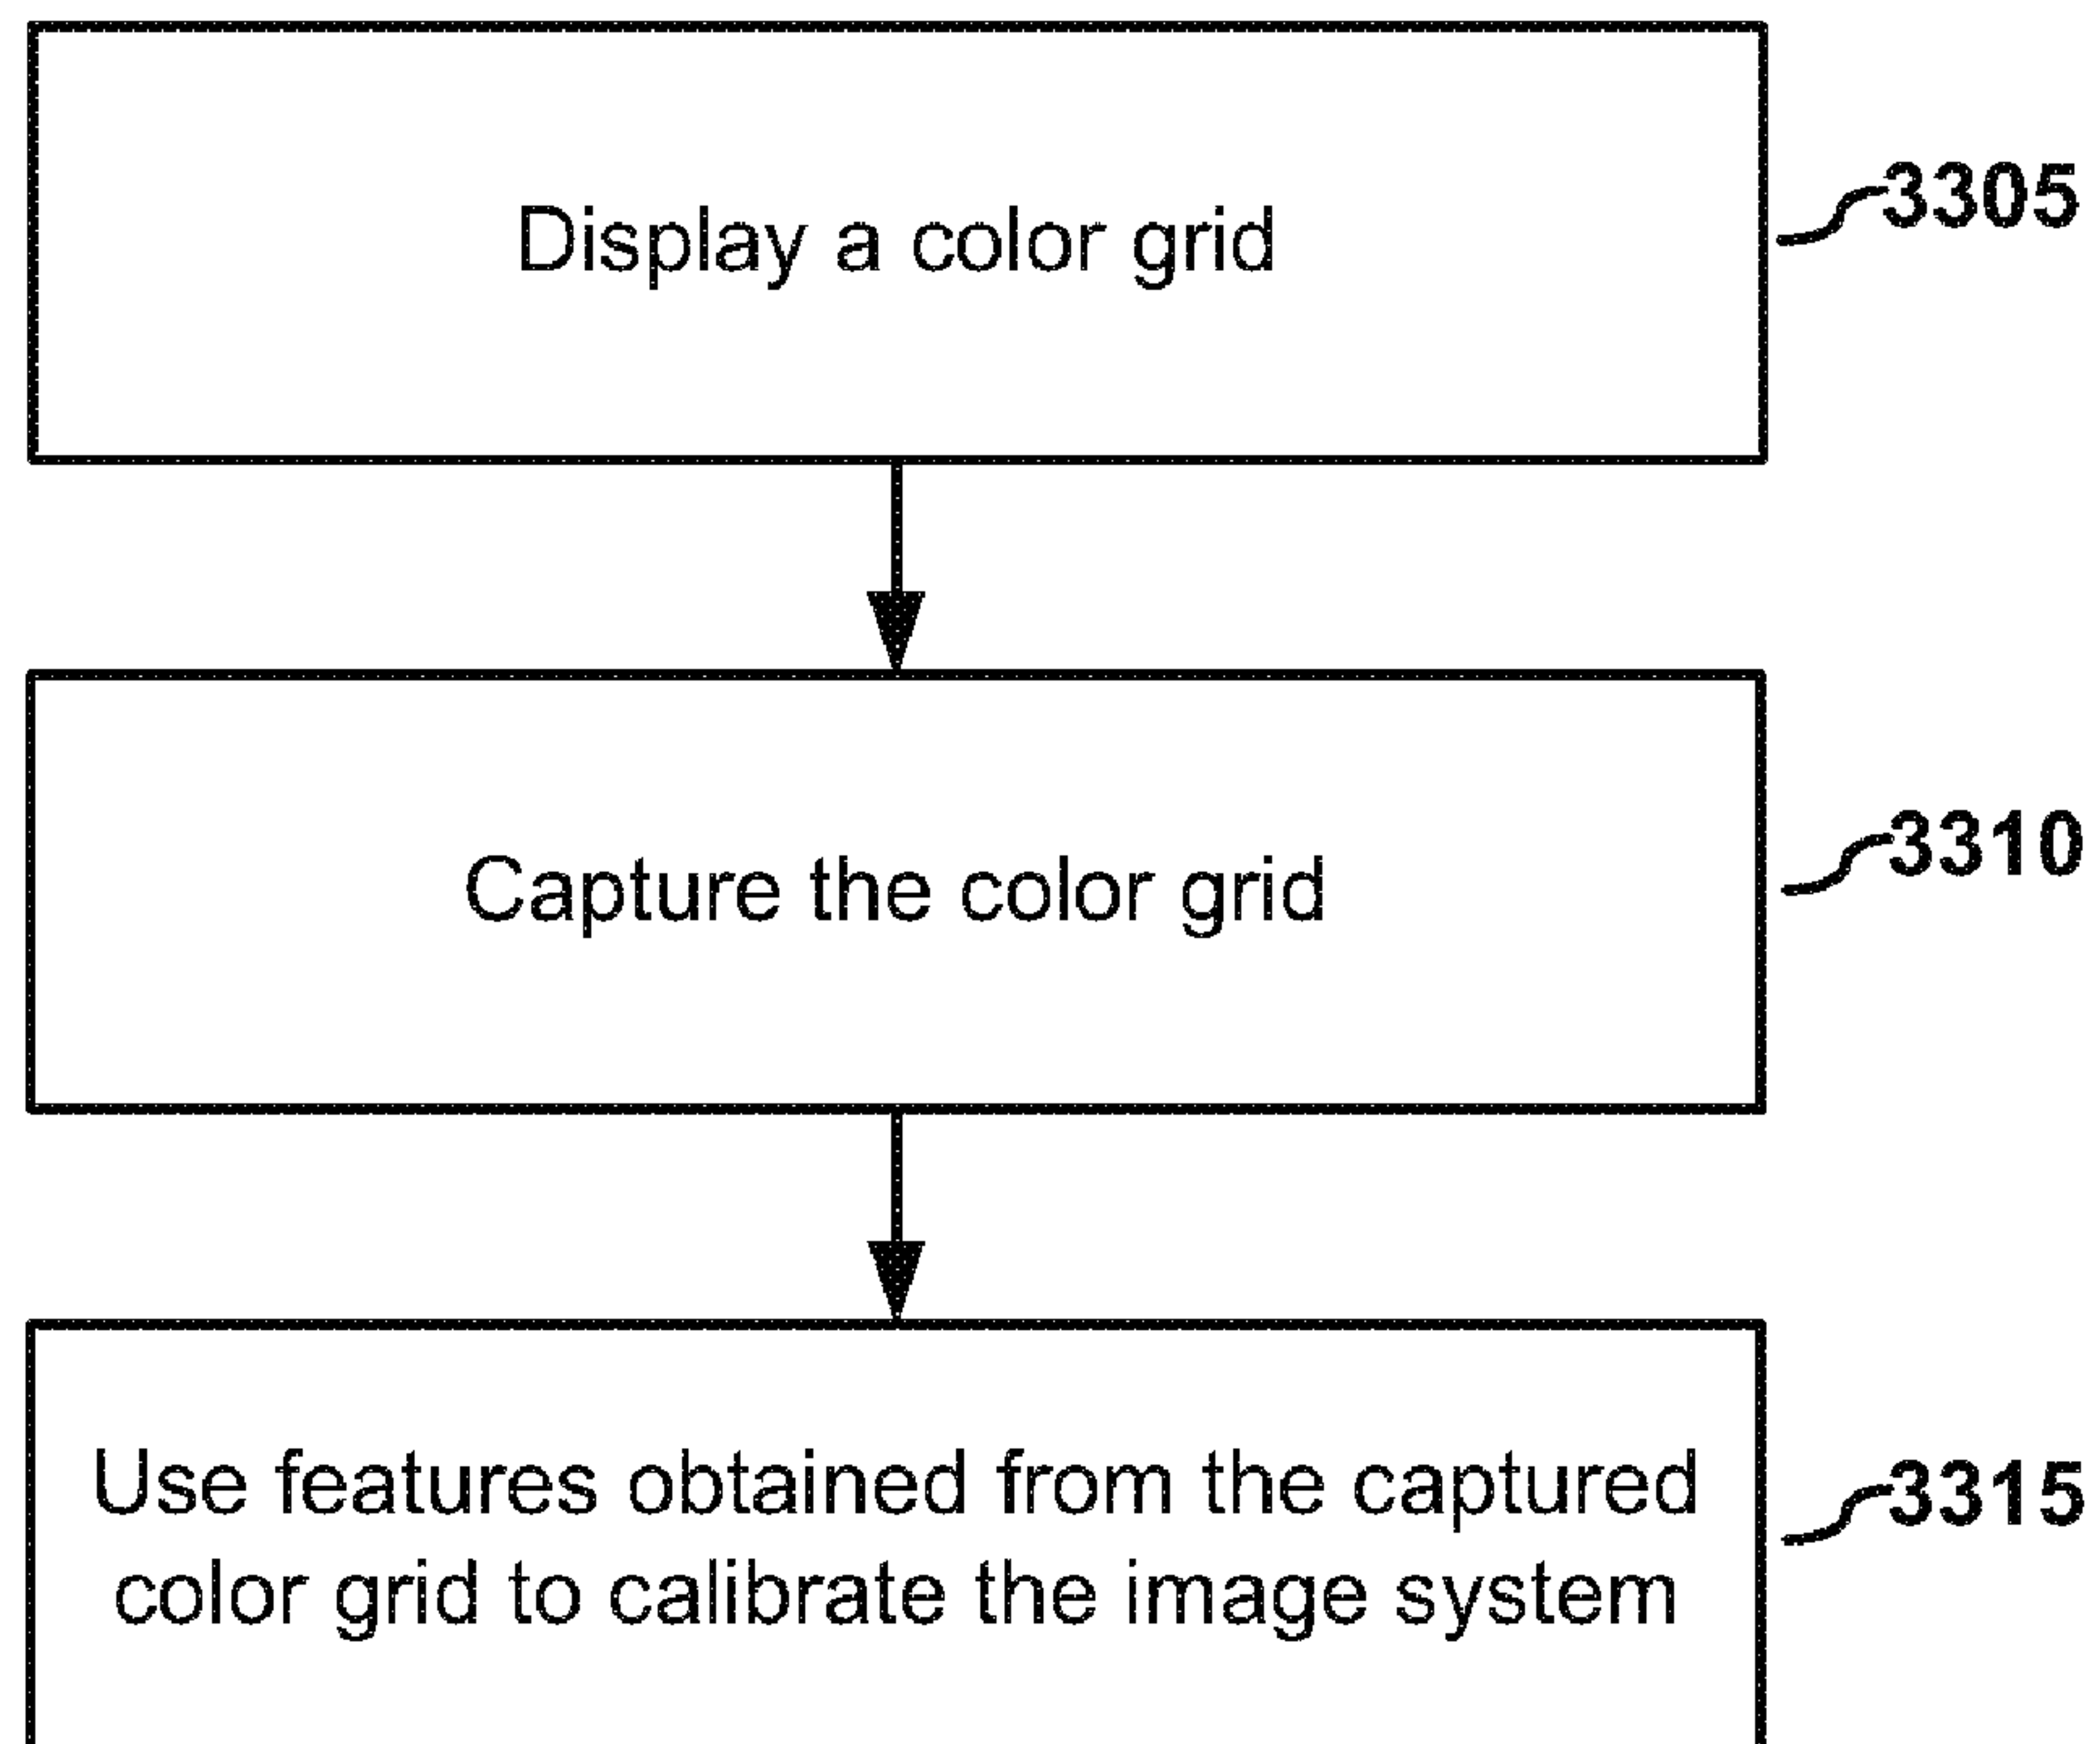 Display a color grid
3305
Capture the color grid
3310
Use features obtained from the captured
color grid to calibrate the image system
3315